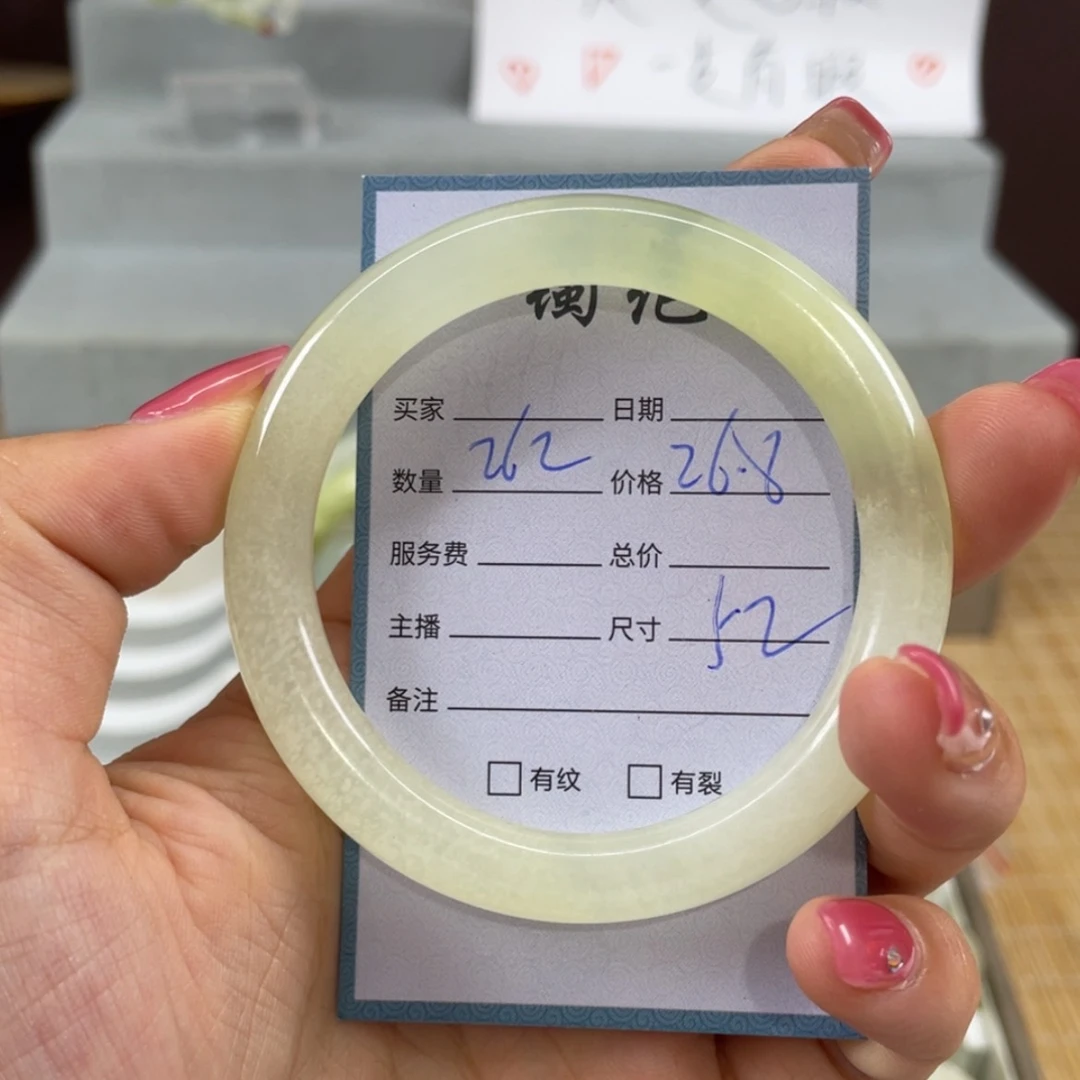 买家 日期
数量 262 价格 26.8
服务费 总价
主播 尺寸 52
备注
□有纹 □有裂